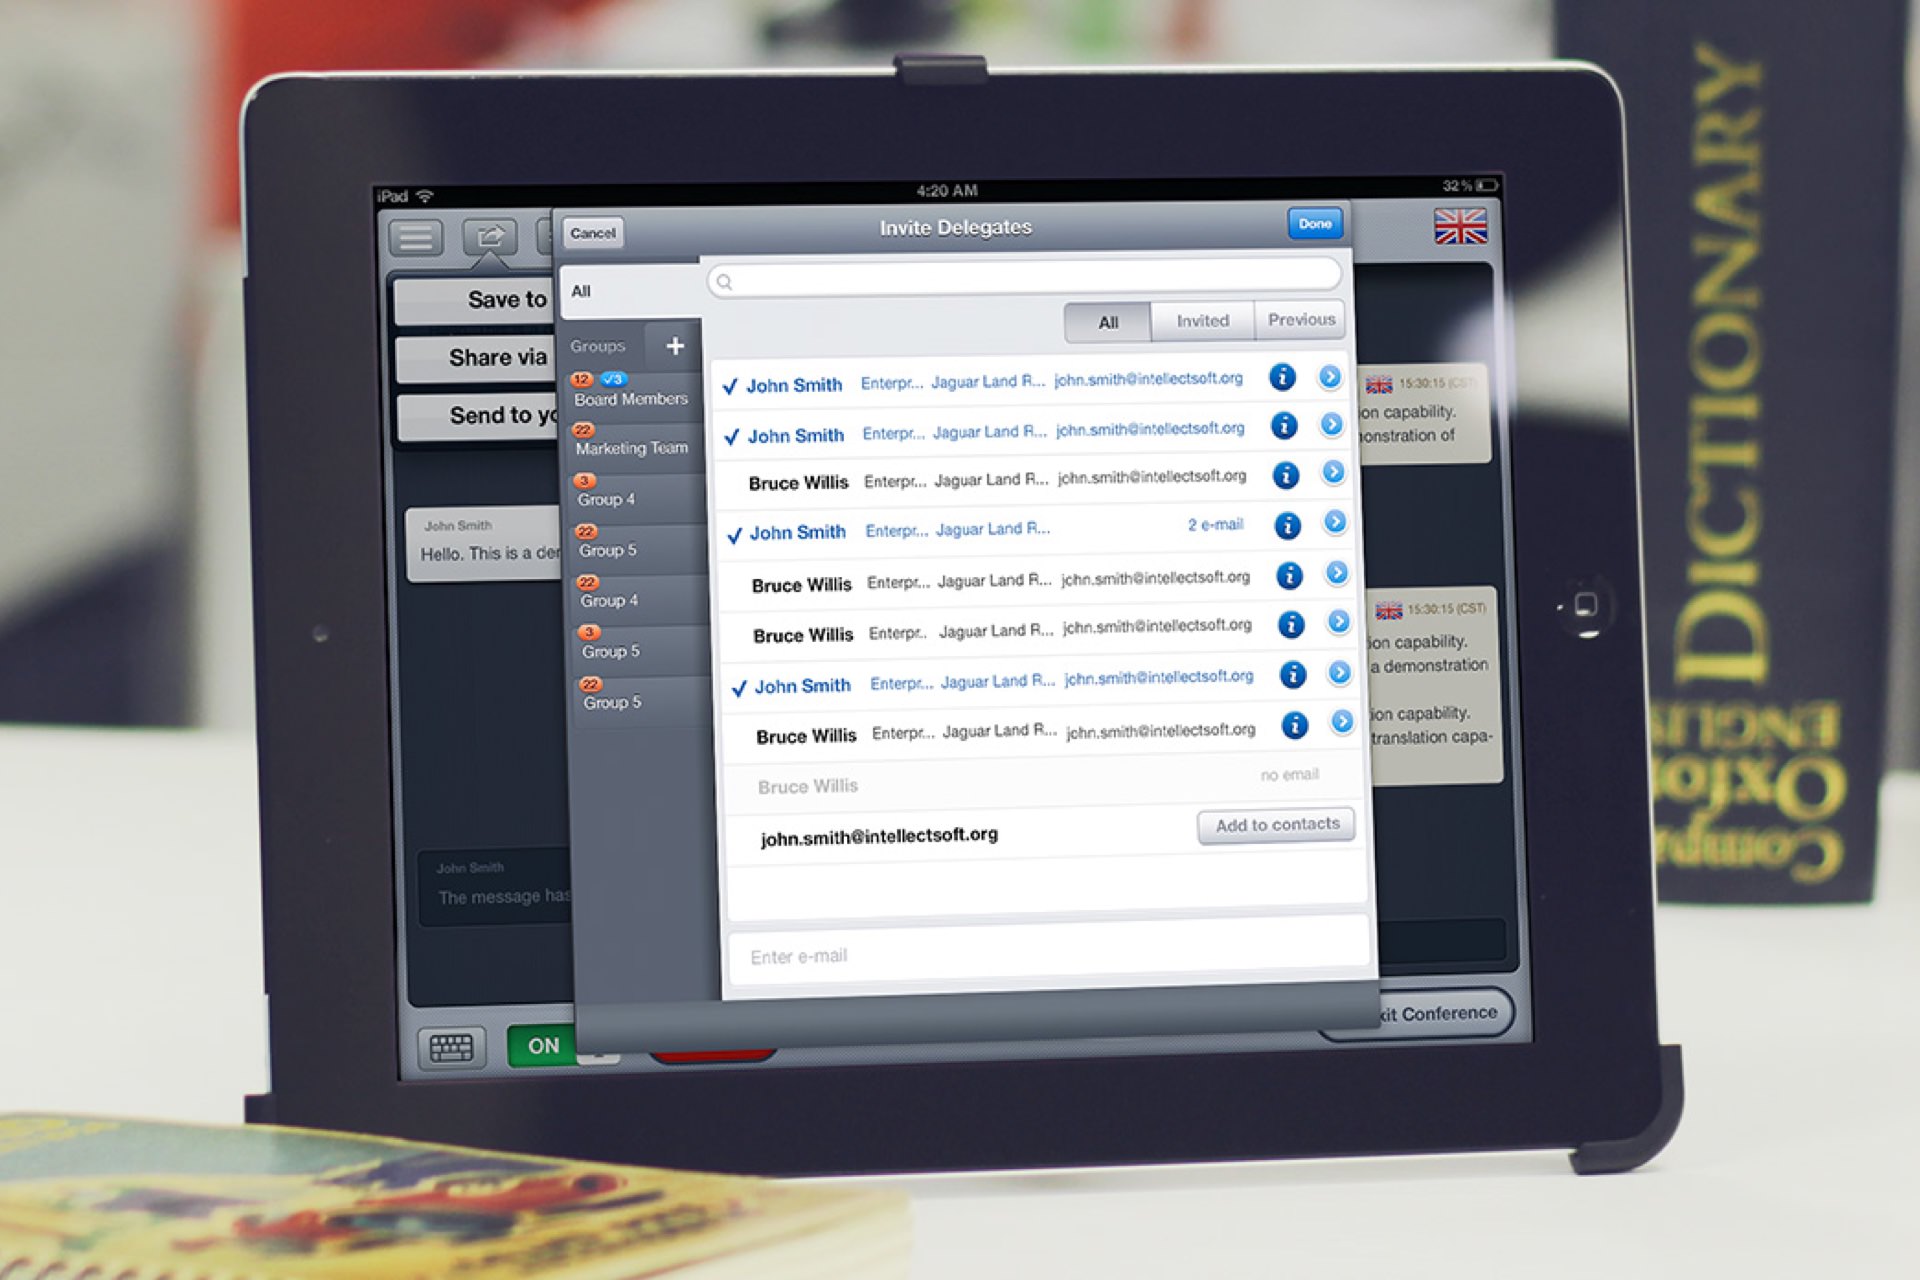 iPad 4:20 AM 32%
Cancel Invite Delegates Done
Save to
Share via
Send to yo
All
Groups +
12 √3
Board Members
22
Marketing Team
3
Group 4
22
Group 5
22
Group 4
3
Group 5
22
Group 5
All Invited Previous
John Smith Enterpr... Jaguar Land R... john.smith@intellectsoft.org
John Smith Enterpr... Jaguar Land R... john.smith@intellectsoft.org
Bruce Willis Enterpr... Jaguar Land R... john.smith@intellectsoft.org
John Smith Enterpr... Jaguar Land R... 2 e-mail
Bruce Willis Enterpr... Jaguar Land R... john.smith@intellectsoft.org
Bruce Willis Enterpr.. Jaguar Land R... john.smith@intellectsoft.org
John Smith Enterpr... Jaguar Land R... john.smith@intellectsoft.org
Bruce Willis Enterpr... Jaguar Land R... john.smith@intellectsoft.org
Bruce Willis no email
john.smith@intellectsoft.org Add to contacts
Enter e-mail
John Smith
Hello. This is a der
John Smith
The message has
15:30:15 (CST)
ion capability.
onstration of
15:30:15 (CST)
ion capability.
a demonstration
ion capability.
translation capa-
ON
xit Conference
DICTIONARY
ENGLIS
Oxfor
Compa